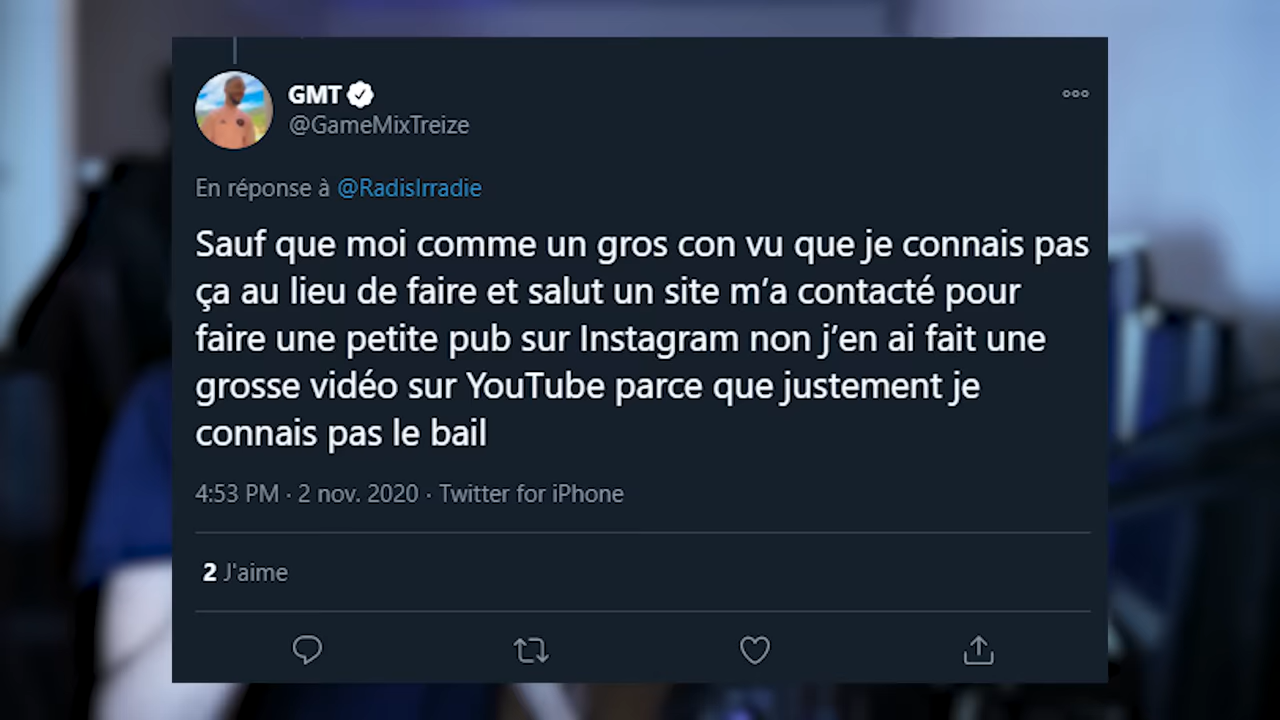 GMT
@GameMixTreize
En réponse à @RadisIrradie
Sauf que moi comme un gros con vu que je connais pas
ça au lieu de faire et salut un site m’a contacté pour
faire une petite pub sur Instagram non j’en ai fait une
grosse vidéo sur YouTube parce que justement je
connais pas le bail
4:53 PM · 2 nov. 2020 · Twitter for iPhone
2 J'aime